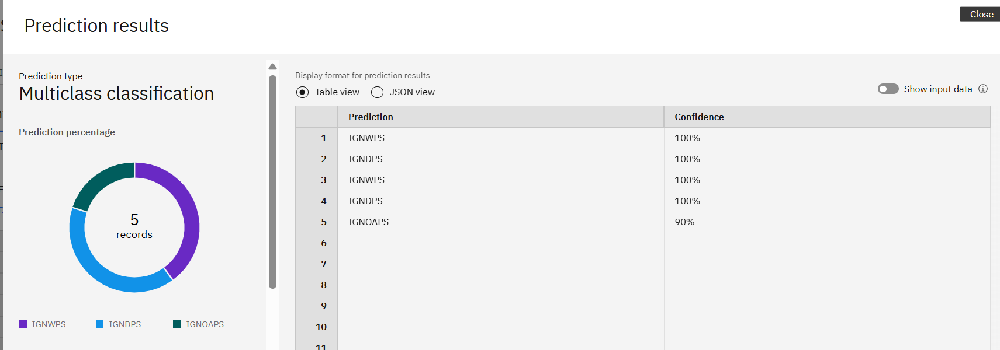 Close
Prediction results
Prediction type
Multiclass classification
Prediction percentage
5
records
IGNWPS IGNDPS IGNOAPS
Display format for prediction results
Table view JSON view
Show input data
Prediction Confidence
1 IGNWPS 100%
2 IGNDPS 100%
3 IGNWPS 100%
4 IGNDPS 100%
5 IGNOAPS 90%
6
7
8
9
10
11